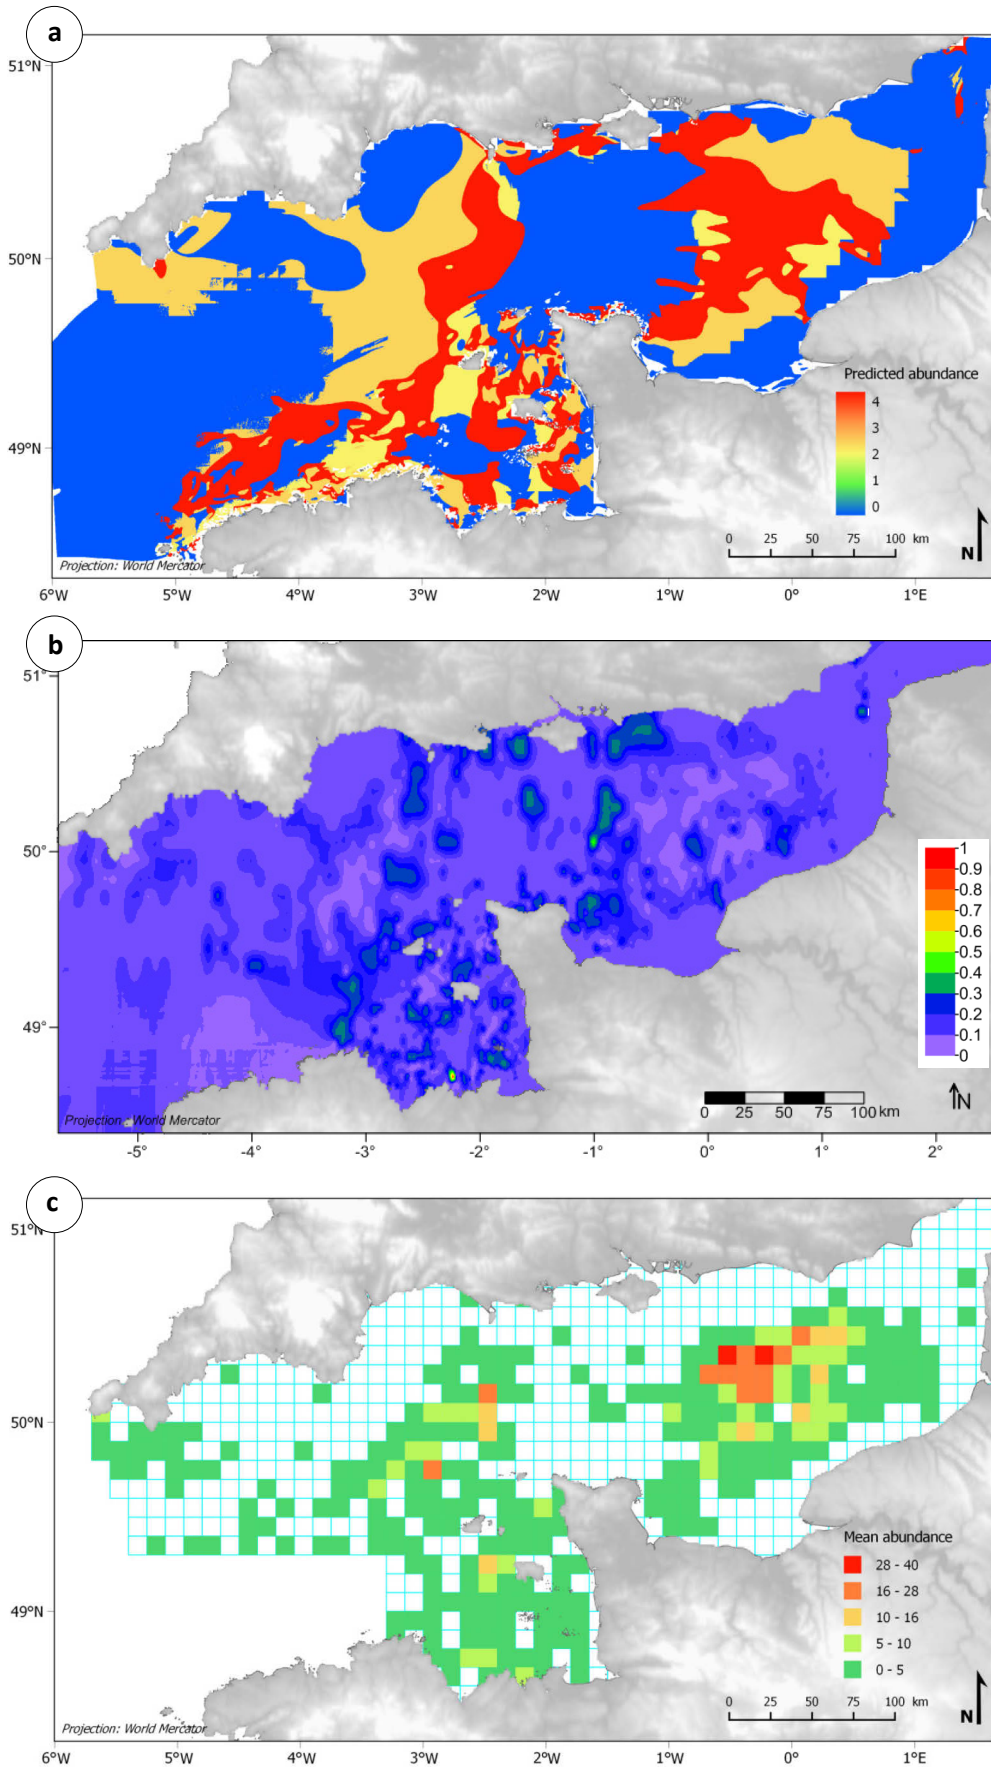 a
51°N
50°N
49°N
Predicted abundance
4
3
2
1
0
0 25 50 75 100 km
N
Projection: World Mercator
6°W 5°W 4°W 3°W 2°W 1°W 0° 1°E
b
51°
50°
49°
1
0.9
0.8
0.7
0.6
0.5
0.4
0.3
0.2
0.1
0
N
0 25 50 75 100 km
Projection : World Mercator
-5° -4° -3° -2° -1° 0° 1° 2°
c
51°N
50°N
49°N
Mean abundance
28 - 40
16 - 28
10 - 16
5 - 10
0 - 5
0 25 50 75 100 km
N
Projection: World Mercator
6°W 5°W 4°W 3°W 2°W 1°W 0° 1°E